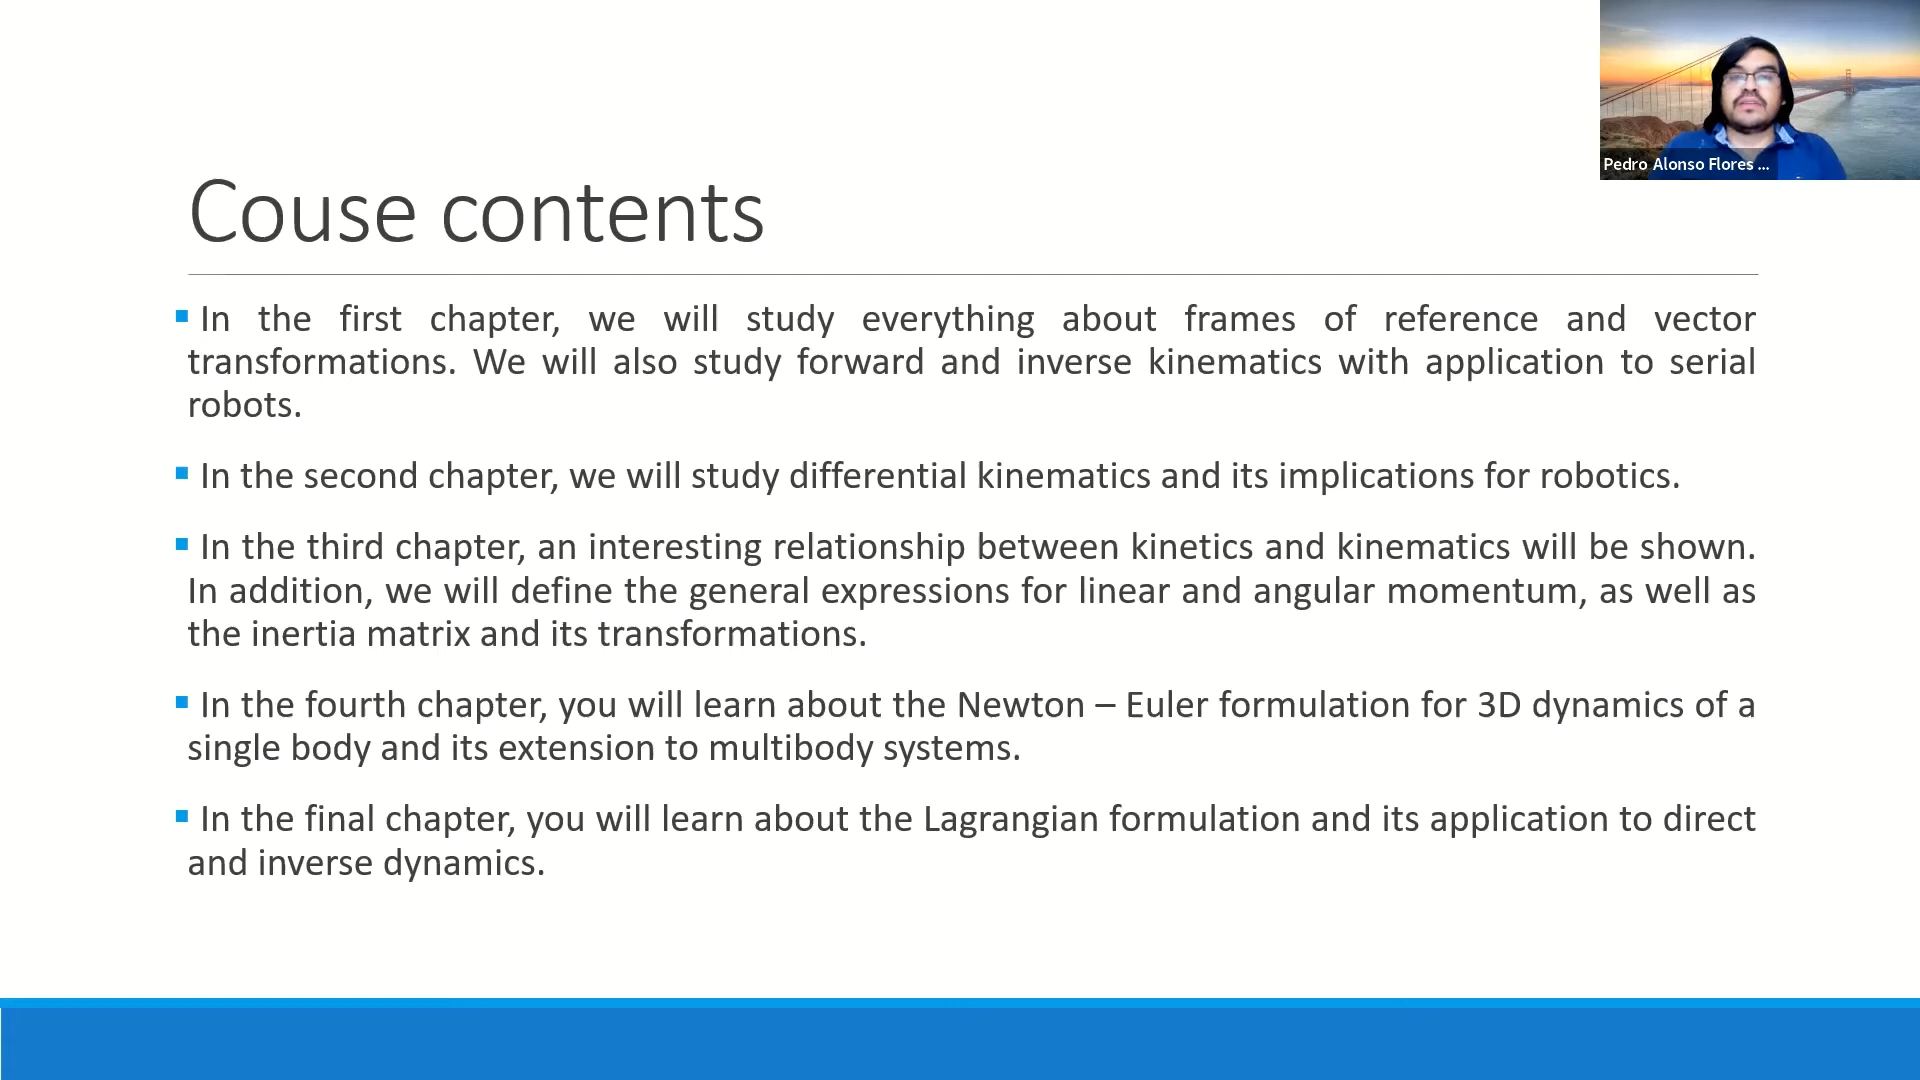 Pedro Alonso Flores ...
Couse contents
▪ In the first chapter, we will study everything about frames of reference and vector
transformations. We will also study forward and inverse kinematics with application to serial
robots.
▪ In the second chapter, we will study differential kinematics and its implications for robotics.
▪ In the third chapter, an interesting relationship between kinetics and kinematics will be shown.
In addition, we will define the general expressions for linear and angular momentum, as well as
the inertia matrix and its transformations.
▪ In the fourth chapter, you will learn about the Newton – Euler formulation for 3D dynamics of a
single body and its extension to multibody systems.
▪ In the final chapter, you will learn about the Lagrangian formulation and its application to direct
and inverse dynamics.